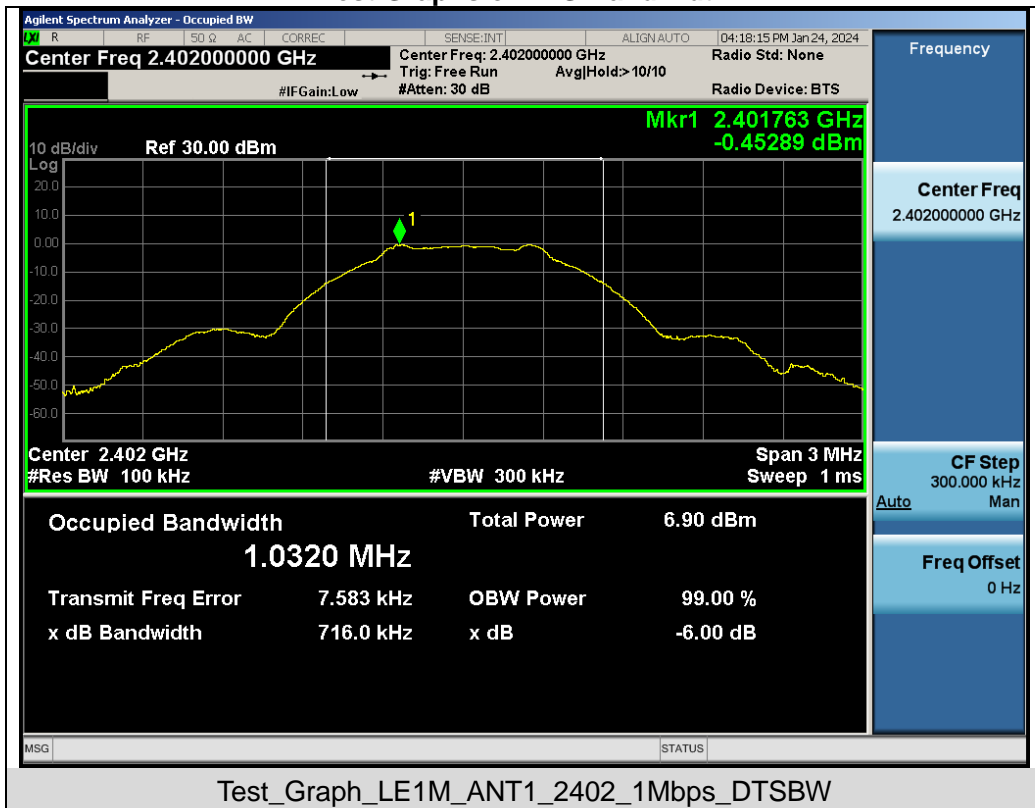 Agilent Spectrum Analyzer - Occupied BW
LXI R RF 50 Ω AC CORREC SENSE:INT ALIGN AUTO 04:18:15 PM Jan 24, 2024
Center Freq 2.402000000 GHz
Center Freq: 2.402000000 GHz
Radio Std: None
Trig: Free Run Avg|Hold:>10/10
#IFGain:Low #Atten: 30 dB Radio Device: BTS
Frequency
Mkr1 2.401763 GHz
-0.45289 dBm
10 dB/div Ref 30.00 dBm
Log
20.0
10.0
0.00
-10.0
-20.0
-30.0
-40.0
-50.0
-60.0
1
Center 2.402 GHz Span 3 MHz
#Res BW 100 kHz #VBW 300 kHz Sweep 1 ms
Center Freq
2.402000000 GHz
CF Step
300.000 kHz
Auto Man
Freq Offset
0 Hz
Occupied Bandwidth Total Power 6.90 dBm
1.0320 MHz
Transmit Freq Error 7.583 kHz OBW Power 99.00 %
x dB Bandwidth 716.0 kHz x dB -6.00 dB
MSG STATUS
Test_Graph_LE1M_ANT1_2402_1Mbps_DTSBW